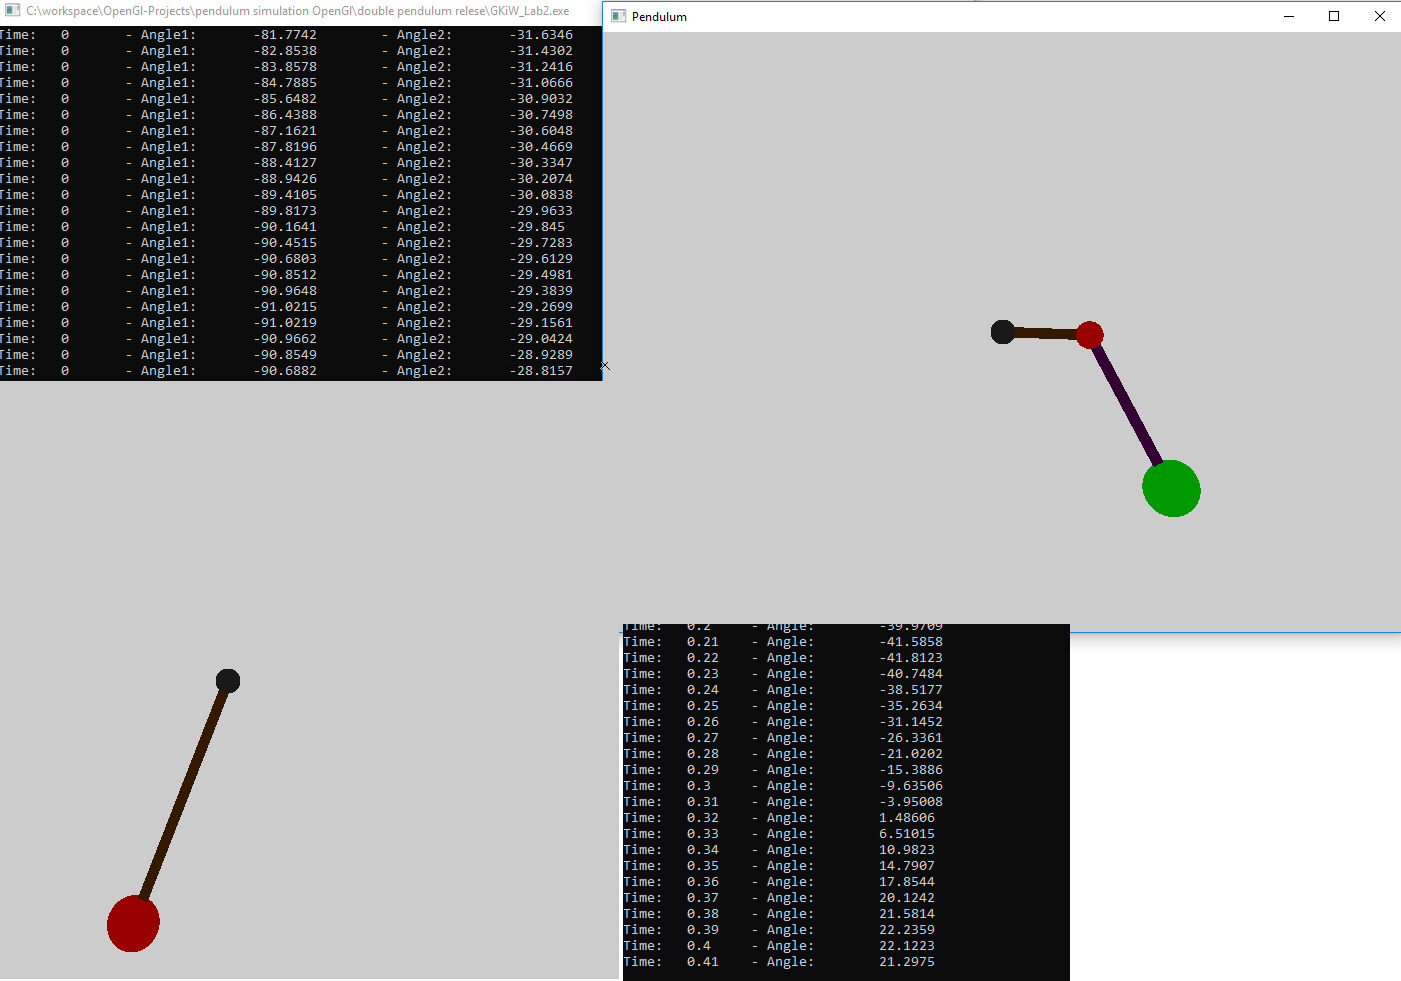 C:\workspace\OpenGl-Projects\pendulum simulation OpenGl\double pendulum relese\GKiW_Lab2.exe
Time: 0 - Angle1: -81.7742 - Angle2: -31.6346
Time: 0 - Angle1: -82.8538 - Angle2: -31.4302
Time: 0 - Angle1: -83.8578 - Angle2: -31.2416
Time: 0 - Angle1: -84.7885 - Angle2: -31.0666
Time: 0 - Angle1: -85.6482 - Angle2: -30.9032
Time: 0 - Angle1: -86.4388 - Angle2: -30.7498
Time: 0 - Angle1: -87.1621 - Angle2: -30.6048
Time: 0 - Angle1: -87.8196 - Angle2: -30.4669
Time: 0 - Angle1: -88.4127 - Angle2: -30.3347
Time: 0 - Angle1: -88.9426 - Angle2: -30.2074
Time: 0 - Angle1: -89.4105 - Angle2: -30.0838
Time: 0 - Angle1: -89.8173 - Angle2: -29.9633
Time: 0 - Angle1: -90.1641 - Angle2: -29.845
Time: 0 - Angle1: -90.4515 - Angle2: -29.7283
Time: 0 - Angle1: -90.6803 - Angle2: -29.6129
Time: 0 - Angle1: -90.8512 - Angle2: -29.4981
Time: 0 - Angle1: -90.9648 - Angle2: -29.3839
Time: 0 - Angle1: -91.0215 - Angle2: -29.2699
Time: 0 - Angle1: -91.0219 - Angle2: -29.1561
Time: 0 - Angle1: -90.9662 - Angle2: -29.0424
Time: 0 - Angle1: -90.8549 - Angle2: -28.9289
Time: 0 - Angle1: -90.6882 - Angle2: -28.8157
Pendulum
Time: 0.2 - Angle: -39.9709
Time: 0.21 - Angle: -41.5858
Time: 0.22 - Angle: -41.8123
Time: 0.23 - Angle: -40.7484
Time: 0.24 - Angle: -38.5177
Time: 0.25 - Angle: -35.2634
Time: 0.26 - Angle: -31.1452
Time: 0.27 - Angle: -26.3361
Time: 0.28 - Angle: -21.0202
Time: 0.29 - Angle: -15.3886
Time: 0.3 - Angle: -9.63506
Time: 0.31 - Angle: -3.95008
Time: 0.32 - Angle: 1.48606
Time: 0.33 - Angle: 6.51015
Time: 0.34 - Angle: 10.9823
Time: 0.35 - Angle: 14.7907
Time: 0.36 - Angle: 17.8544
Time: 0.37 - Angle: 20.1242
Time: 0.38 - Angle: 21.5814
Time: 0.39 - Angle: 22.2359
Time: 0.4 - Angle: 22.1223
Time: 0.41 - Angle: 21.2975